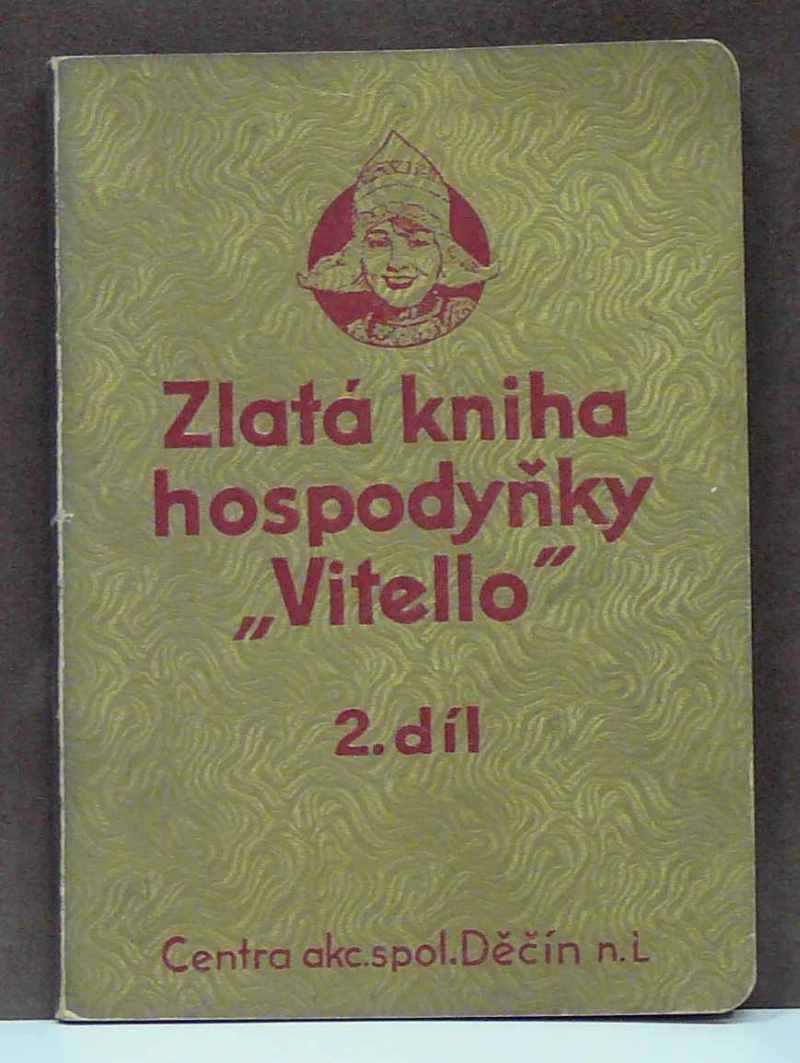 Zlatá kniha
hospodyňky
„Vitello"
2. díl
Centra akc. spol. Děčín n. L